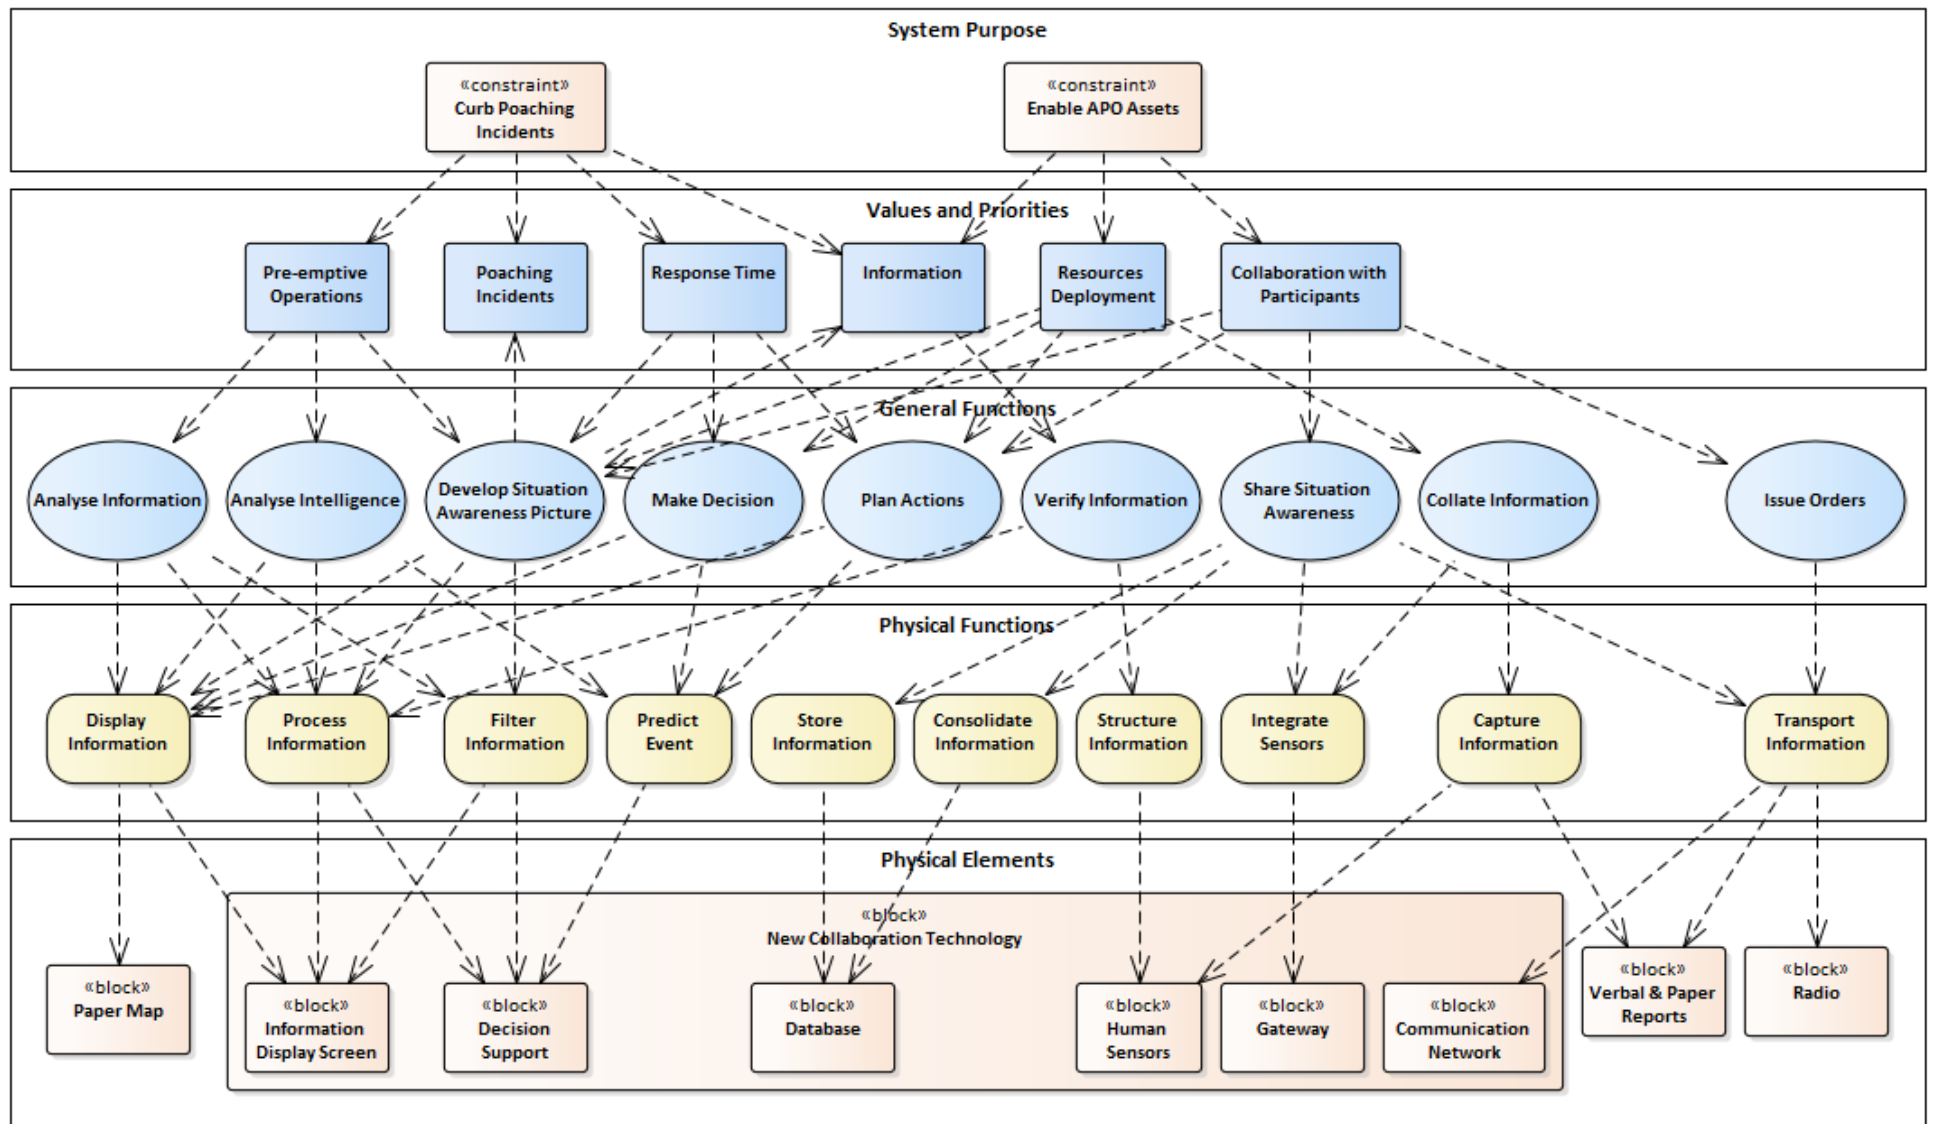 System Purpose
«constraint»
Curb Poaching
Incidents
«constraint»
Enable APO Assets
Values and Priorities
Pre-emptive
Operations
Poaching
Incidents
Response Time
Information
Resources
Deployment
Collaboration with
Participants
General Functions
Analyse Information
Analyse Intelligence
Develop Situation
Awareness Picture
Make Decision
Plan Actions
Verify Information
Share Situation
Awareness
Collate Information
Issue Orders
Physical Functions
Display
Information
Process
Information
Filter
Information
Predict
Event
Store
Information
Consolidate
Information
Structure
Information
Integrate
Sensors
Capture
Information
Transport
Information
Physical Elements
«block»
New Collaboration Technology
«block»
Paper Map
«block»
Information
Display Screen
«block»
Decision
Support
«block»
Database
«block»
Human
Sensors
«block»
Gateway
«block»
Communication
Network
«block»
Verbal & Paper
Reports
«block»
Radio